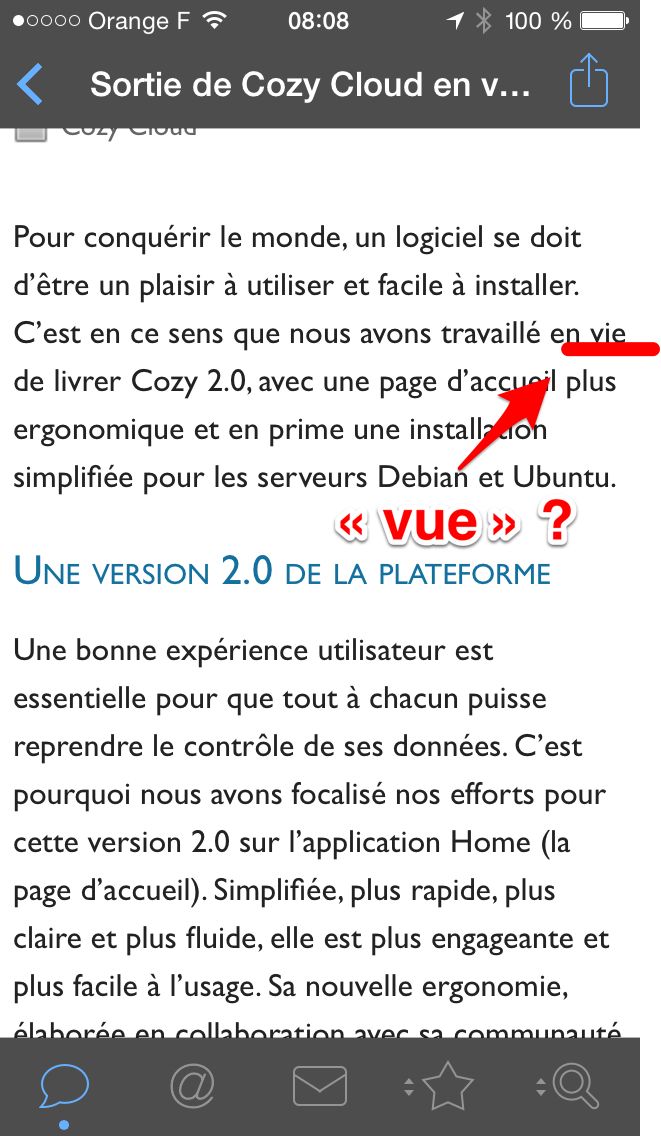 Orange F 08:08 100 %
Sortie de Cozy Cloud en v...
Cozy Cloud
Pour conquérir le monde, un logiciel se doit
d’être un plaisir à utiliser et facile à installer.
C’est en ce sens que nous avons travaillé en vie
de livrer Cozy 2.0, avec une page d’accueil plus
ergonomique et en prime une installation
simplifiée pour les serveurs Debian et Ubuntu.
« vue » ?
Une version 2.0 de la plateforme
Une bonne expérience utilisateur est
essentielle pour que tout à chacun puisse
reprendre le contrôle de ses données. C’est
pourquoi nous avons focalisé nos efforts pour
cette version 2.0 sur l’application Home (la
page d’accueil). Simplifiée, plus rapide, plus
claire et plus fluide, elle est plus engageante et
plus facile à l’usage. Sa nouvelle ergonomie,
élaborée en collaboration avec sa communauté
@